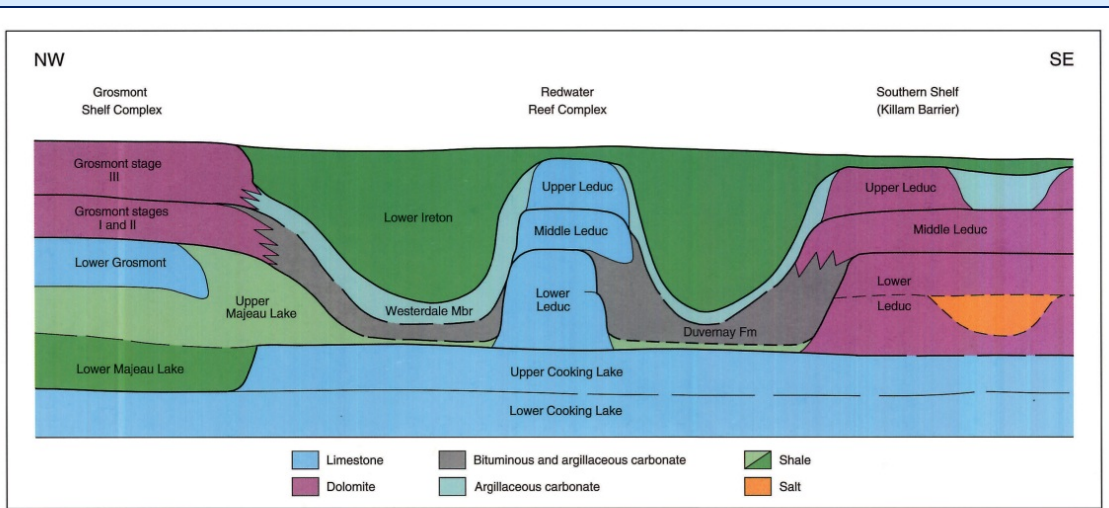 NW
SE
Grosmont
Shelf Complex
Redwater
Reef Complex
Southern Shelf
(Killam Barrier)
Grosmont stage
III
Grosmont stages
I and II
Lower Grosmont
Upper
Majeau Lake
Lower Majeau Lake
Lower Ireton
Westerdale Mbr
Upper Leduc
Middle Leduc
Lower
Leduc
Duvernay Fm
Upper Leduc
Middle Leduc
Lower
Leduc
Upper Cooking Lake
Lower Cooking Lake
Limestone
Bituminous and argillaceous carbonate
Shale
Dolomite
Argillaceous carbonate
Salt